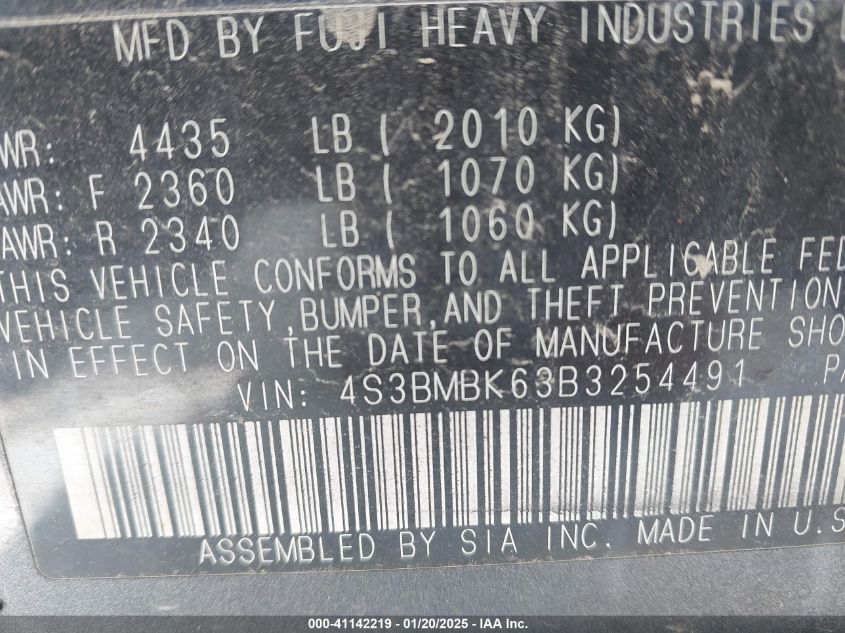 MFD BY FUJI HEAVY INDUSTRIES
WR: 4435 LB ( 2010 KG)
AWR: F 2360 LB ( 1070 KG)
AWR: R 2340 LB ( 1060 KG)
THIS VEHICLE CONFORMS TO ALL APPLICABLE FED
VEHICLE SAFETY,BUMPER,AND THEFT PREVENTION
IN EFFECT ON THE DATE OF MANUFACTURE SHO
VIN: 4S3BMBK63B3254491 PA
ASSEMBLED BY SIA INC. MADE IN U.S
000-41142219 - 01/20/2025 - IAA Inc.